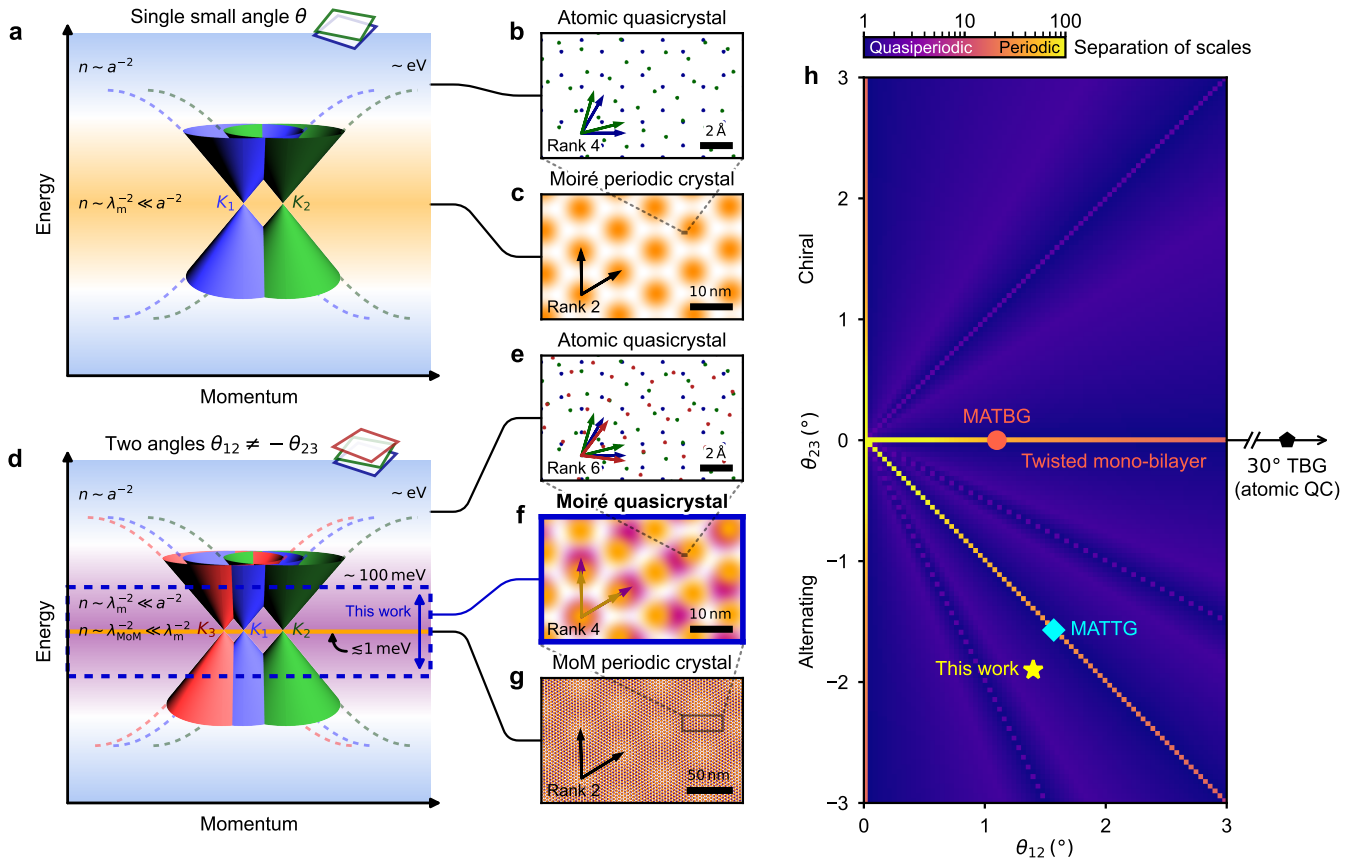 a
Single small angle θ
n ~ a⁻²
~ eV
n ~ λₘ⁻² ≪ a⁻²
K₁
K₂
Energy
Momentum
b
Atomic quasicrystal
Rank 4
2 Å
c
Moiré periodic crystal
Rank 2
10 nm
d
Two angles θ₁₂ ≠ − θ₂₃
n ~ a⁻²
~ eV
~ 100 meV
n ~ λₘ⁻² ≪ a⁻²
This work
n ~ λ_MoM⁻² ≪ λₘ⁻²
K₃
K₁
K₂
≲1 meV
Energy
Momentum
e
Atomic quasicrystal
Rank 6
2 Å
f
Moiré quasicrystal
Rank 4
10 nm
g
MoM periodic crystal
Rank 2
50 nm
h
1
10
100
Quasiperiodic
Periodic
Separation of scales
3
2
1
0
−1
−2
−3
Chiral
θ₂₃ (°)
Alternating
MATBG
Twisted mono-bilayer
30° TBG
(atomic QC)
MATTG
This work
0
1
2
3
θ₁₂ (°)